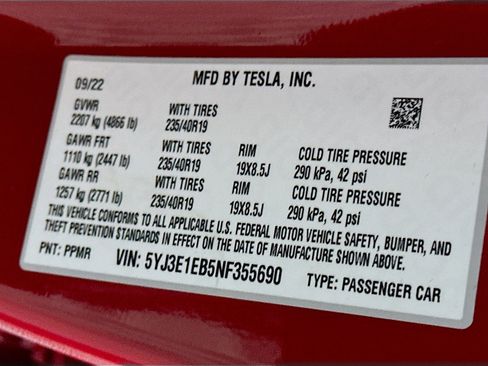 MFD BY TESLA, INC.
09/22
GVWR WITH TIRES
2207 kg (4866 lb) 235/40R19
GAWR FRT WITH TIRES RIM COLD TIRE PRESSURE
1110 kg (2447 lb) 235/40R19 19X8.5J 290 kPa, 42 psi
GAWR RR WITH TIRES RIM COLD TIRE PRESSURE
1257 kg (2771 lb) 235/40R19 19X8.5J 290 kPa, 42 psi
THIS VEHICLE CONFORMS TO ALL APPLICABLE U.S. FEDERAL MOTOR VEHICLE SAFETY, BUMPER, AND
THEFT PREVENTION STANDARDS IN EFFECT ON THE DATE OF MANUFACTURE SHOWN ABOVE.
PNT: PPMR VIN: 5YJ3E1EB5NF355690 TYPE: PASSENGER CAR